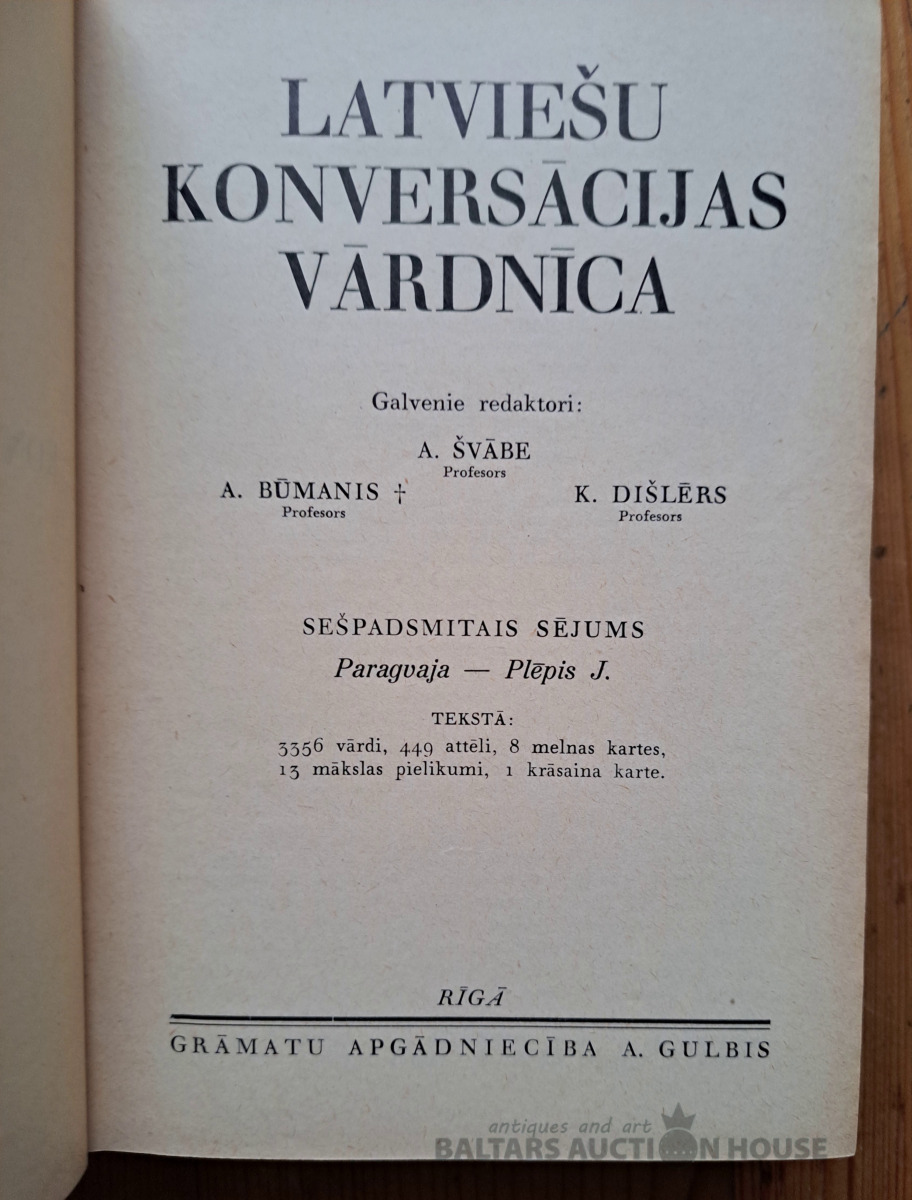 LATVIEŠU
KONVERSĀCIJAS
VĀRDNĪCA
Galvenie redaktori:
A. ŠVĀBE
Profesors
A. BŪMANIS †
Profesors
K. DIŠLĒRS
Profesors
SEŠPADSMITAIS SĒJUMS
Paragvaja — Plēpis J.
TEKSTĀ:
3356 vārdi, 449 attēli, 8 melnas kartes,
13 mākslas pielikumi, 1 krāsaina karte.
RĪGĀ
GRĀMATU APGĀDNIECĪBA A. GULBIS
antiques and art
BALTARS AUCTION HOUSE